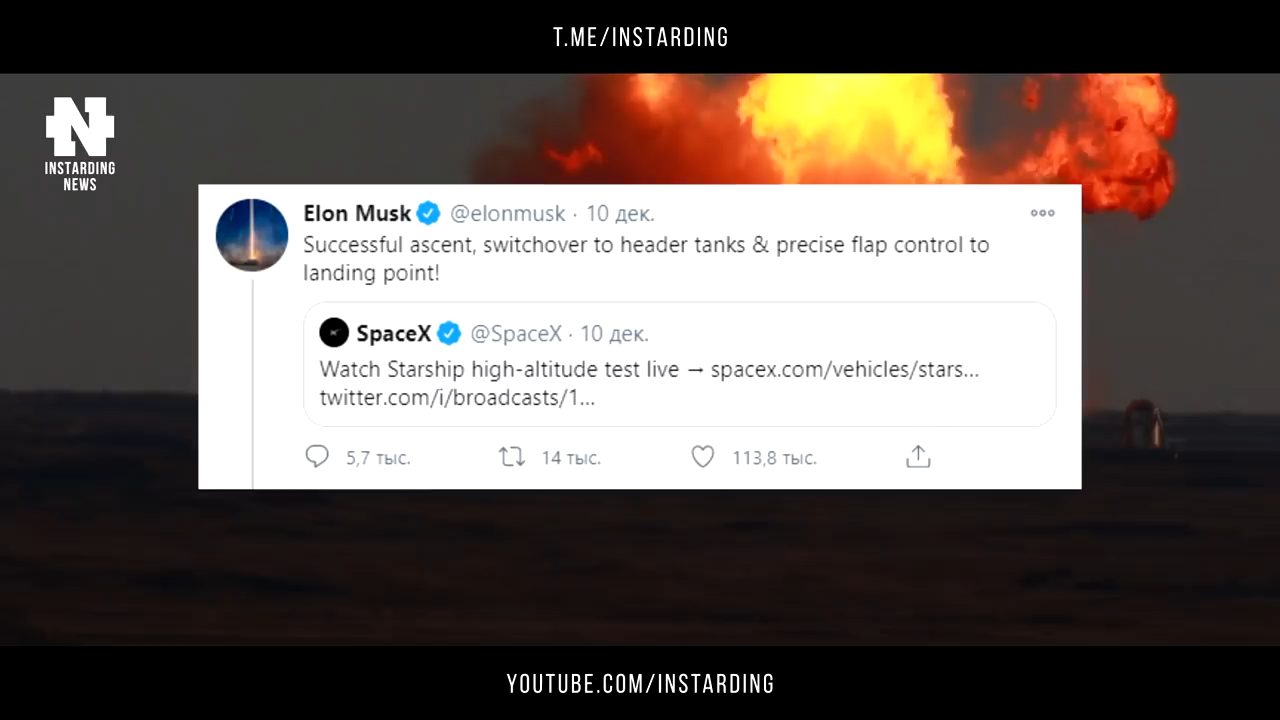 T.ME/INSTARDING
INSTARDING
NEWS
Elon Musk @elonmusk · 10 дек.
Successful ascent, switchover to header tanks & precise flap control to
landing point!
SpaceX @SpaceX · 10 дек.
Watch Starship high-altitude test live → spacex.com/vehicles/stars...
twitter.com/i/broadcasts/1...
5,7 тыс. 14 тыс. 113,8 тыс.
YOUTUBE.COM/INSTARDING